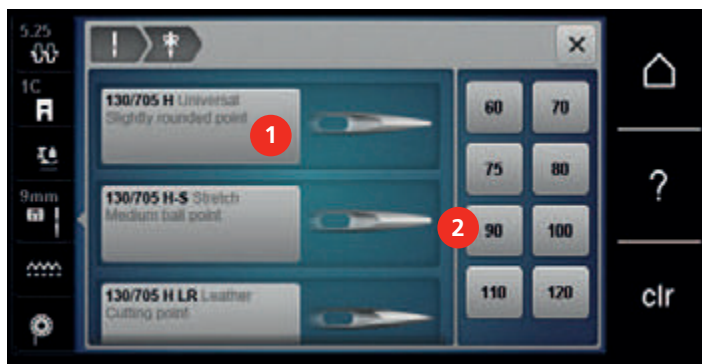 5.25
1C
9mm
130/705 H Universal
Slightly rounded point
1
130/705 H-S Stretch
Medium ball point
2
130/705 H LR Leather
Cutting point
60 70
75 80
90 100
110 120
?
clr